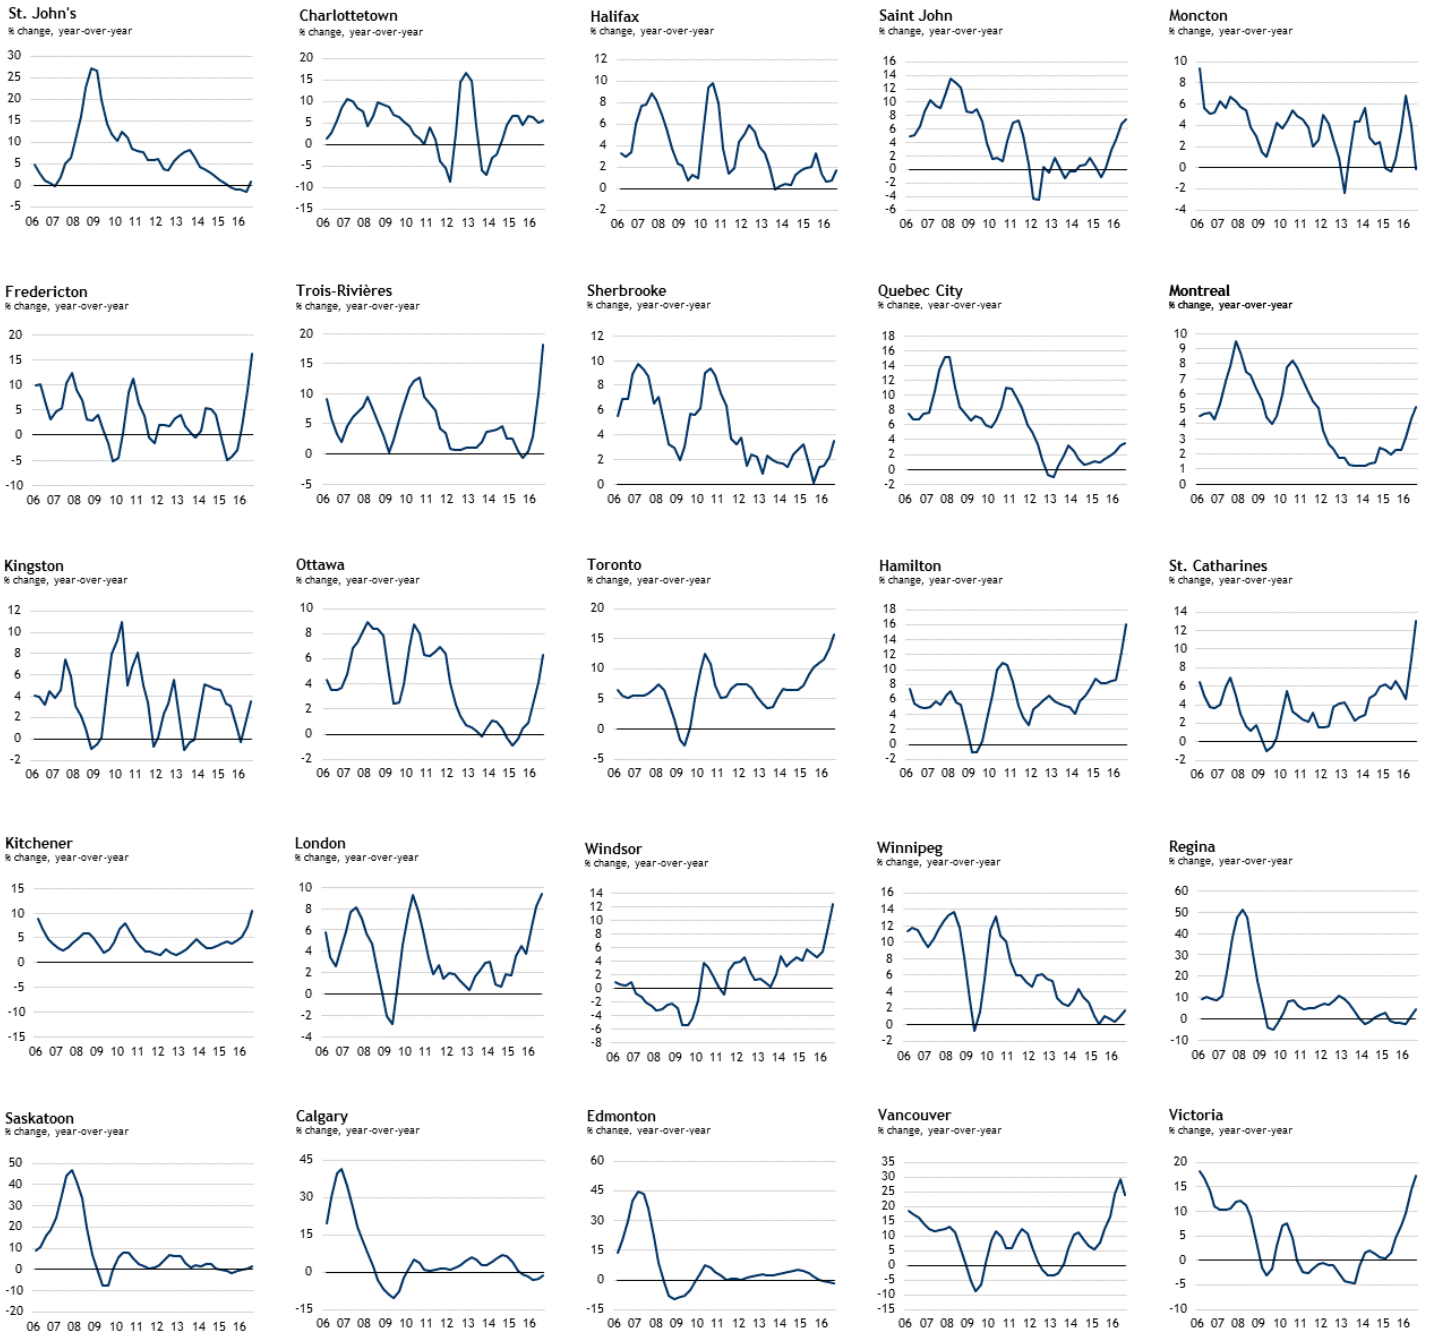 St. John's
% change, year-over-year
30
25
20
15
10
5
0
-5
06 07 08 09 10 11 12 13 14 15 16
Charlottetown
% change, year-over-year
20
15
10
5
0
-5
-10
-15
06 07 08 09 10 11 12 13 14 15 16
Halifax
% change, year-over-year
12
10
8
6
4
2
0
-2
06 07 08 09 10 11 12 13 14 15 16
Saint John
% change, year-over-year
16
14
12
10
8
6
4
2
0
-2
-4
-6
06 07 08 09 10 11 12 13 14 15 16
Moncton
% change, year-over-year
10
8
6
4
2
0
-2
-4
06 07 08 09 10 11 12 13 14 15 16
Fredericton
% change, year-over-year
20
15
10
5
0
-5
-10
06 07 08 09 10 11 12 13 14 15 16
Trois-Rivières
% change, year-over-year
20
15
10
5
0
-5
06 07 08 09 10 11 12 13 14 15 16
Sherbrooke
% change, year-over-year
12
10
8
6
4
2
0
06 07 08 09 10 11 12 13 14 15 16
Quebec City
% change, year-over-year
18
16
14
12
10
8
6
4
2
0
-2
06 07 08 09 10 11 12 13 14 15 16
Montreal
% change, year-over-year
10
9
8
7
6
5
4
3
2
1
0
06 07 08 09 10 11 12 13 14 15 16
Kingston
% change, year-over-year
12
10
8
6
4
2
0
-2
06 07 08 09 10 11 12 13 14 15 16
Ottawa
% change, year-over-year
10
8
6
4
2
0
-2
06 07 08 09 10 11 12 13 14 15 16
Toronto
% change, year-over-year
20
15
10
5
0
-5
06 07 08 09 10 11 12 13 14 15 16
Hamilton
% change, year-over-year
18
16
14
12
10
8
6
4
2
0
-2
06 07 08 09 10 11 12 13 14 15 16
St. Catharines
% change, year-over-year
14
12
10
8
6
4
2
0
-2
06 07 08 09 10 11 12 13 14 15 16
Kitchener
% change, year-over-year
15
10
5
0
-5
-10
-15
06 07 08 09 10 11 12 13 14 15 16
London
% change, year-over-year
10
8
6
4
2
0
-2
-4
06 07 08 09 10 11 12 13 14 15 16
Windsor
% change, year-over-year
14
12
10
8
6
4
2
0
-2
-4
-6
-8
06 07 08 09 10 11 12 13 14 15 16
Winnipeg
% change, year-over-year
16
14
12
10
8
6
4
2
0
-2
06 07 08 09 10 11 12 13 14 15 16
Regina
% change, year-over-year
60
50
40
30
20
10
0
-10
06 07 08 09 10 11 12 13 14 15 16
Saskatoon
% change, year-over-year
50
40
30
20
10
0
-10
-20
06 07 08 09 10 11 12 13 14 15 16
Calgary
% change, year-over-year
45
30
15
0
-15
06 07 08 09 10 11 12 13 14 15 16
Edmonton
% change, year-over-year
60
45
30
15
0
-15
06 07 08 09 10 11 12 13 14 15 16
Vancouver
% change, year-over-year
35
30
25
20
15
10
5
0
-5
-10
-15
06 07 08 09 10 11 12 13 14 15 16
Victoria
% change, year-over-year
20
15
10
5
0
-5
-10
06 07 08 09 10 11 12 13 14 15 16